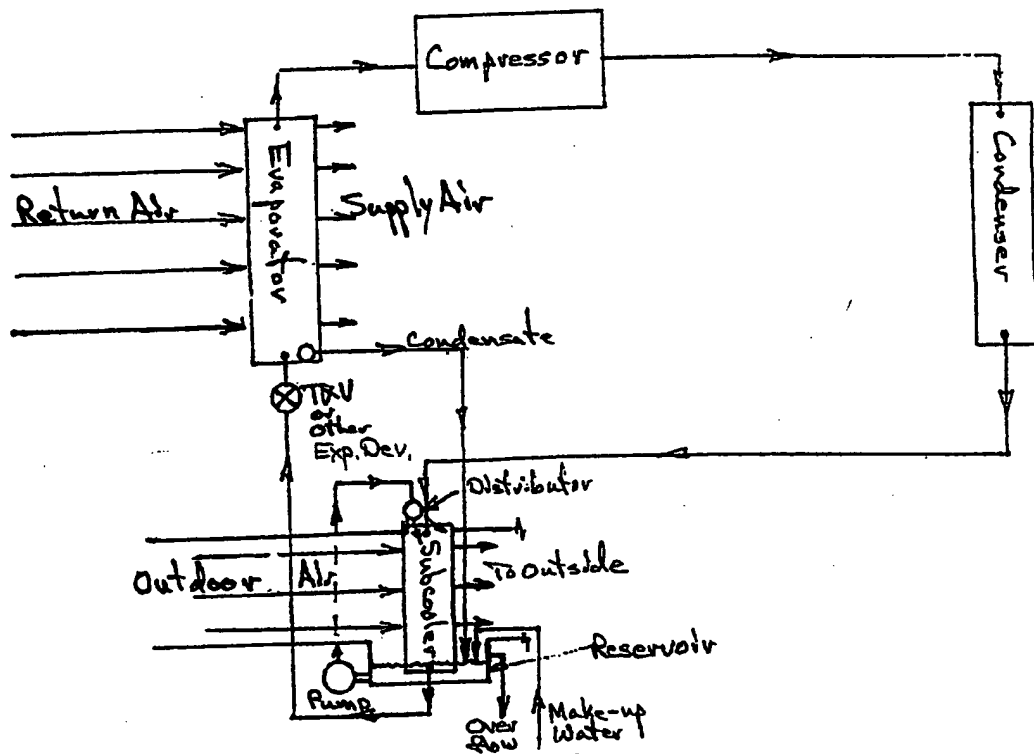 Compressor
Evaporator
Condenser
Return Air
Supply Air
Condensate
TXV
or
Other
Exp. Dev.
Distributor
Subcooler
Outdoor Air
To Outside
Reservoir
Pump
Over
flow
Make-up
Water